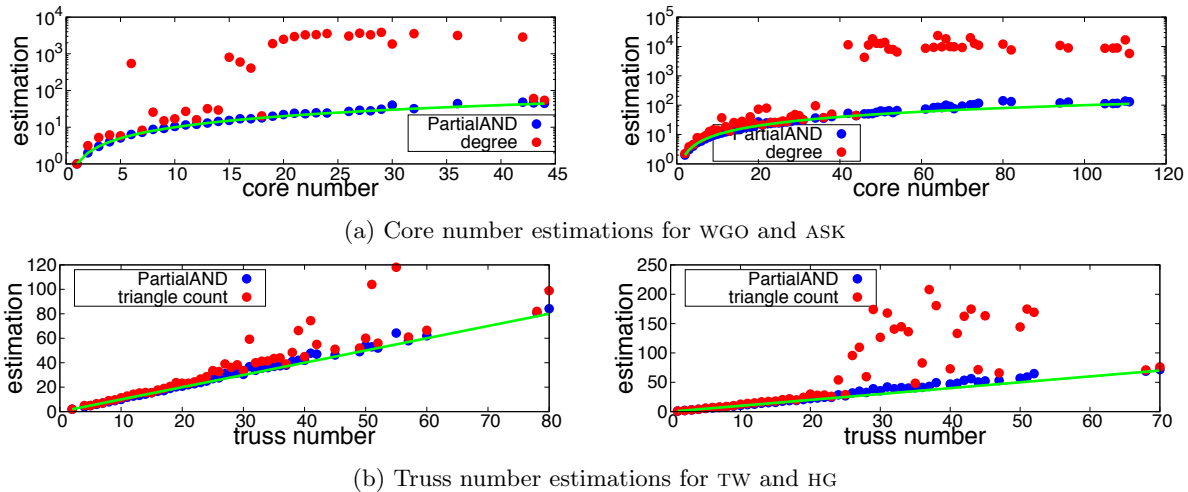 10^4
10^3
10^2
10^1
10^0
estimation
PartialAND
degree
0 5 10 15 20 25 30 35 40 45
core number
10^5
10^4
10^3
10^2
10^1
10^0
estimation
PartialAND
degree
0 20 40 60 80 100 120
core number
(a) Core number estimations for WGO and ASK
120
100
80
60
40
20
0
estimation
PartialAND
triangle count
0 10 20 30 40 50 60 70 80
truss number
250
200
150
100
50
0
estimation
PartialAND
triangle count
0 10 20 30 40 50 60 70
truss number
(b) Truss number estimations for TW and HG